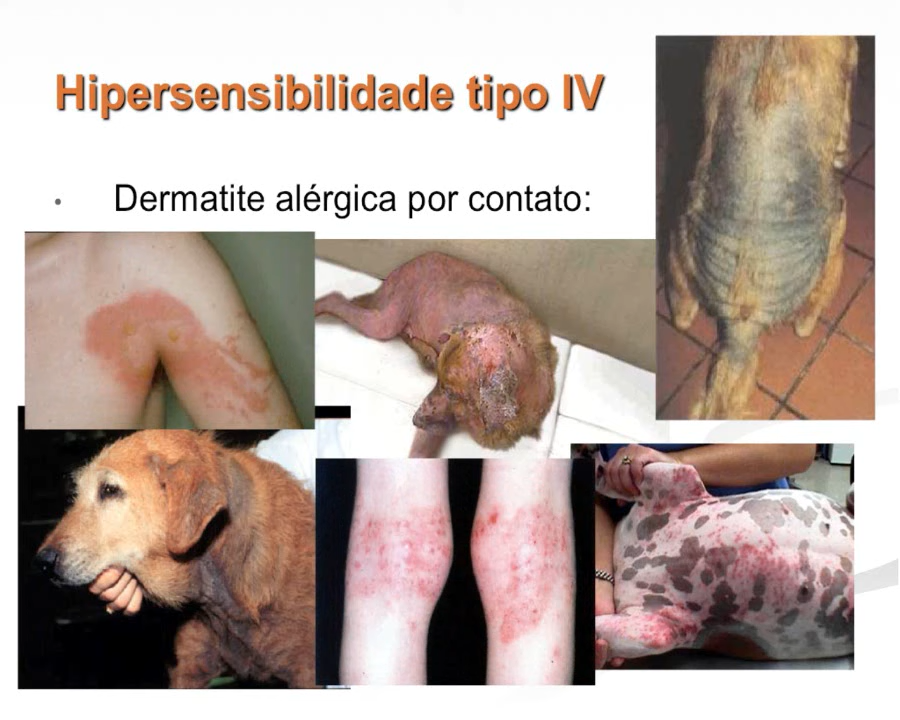 Hipersensibilidade tipo IV
• Dermatite alérgica por contato: